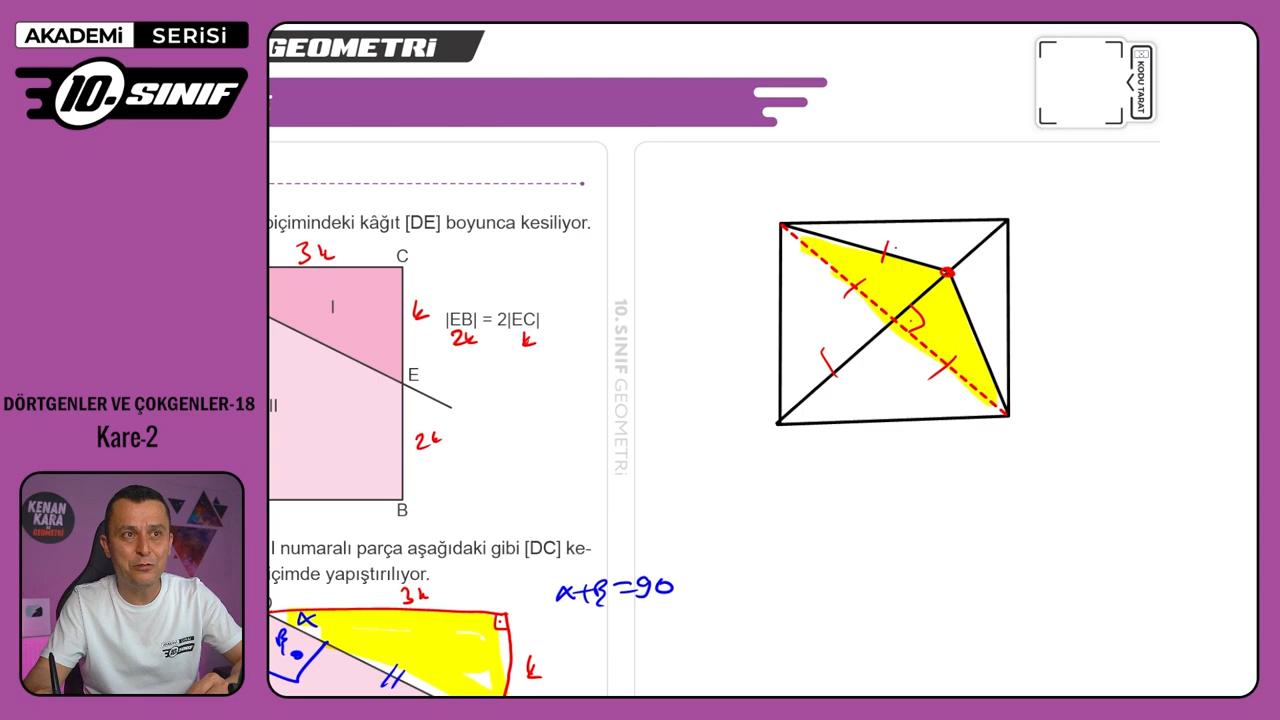 AKADEMi SERiSi
10. SINIF
GEOMETRi
KODU TARAT
biçimindeki kâğıt [DE] boyunca kesiliyor.
3k
C
I
k
|EB| = 2|EC|
2k k
E
II
2k
B
10. SINIF GEOMETRi
DÖRTGENLER VE ÇOKGENLER-18
Kare-2
KENAN
KARA
ile
GEOMETRİ
I numaralı parça aşağıdaki gibi [DC] ke-
biçimde yapıştırılıyor.
α+β=90
3k
α
β
k